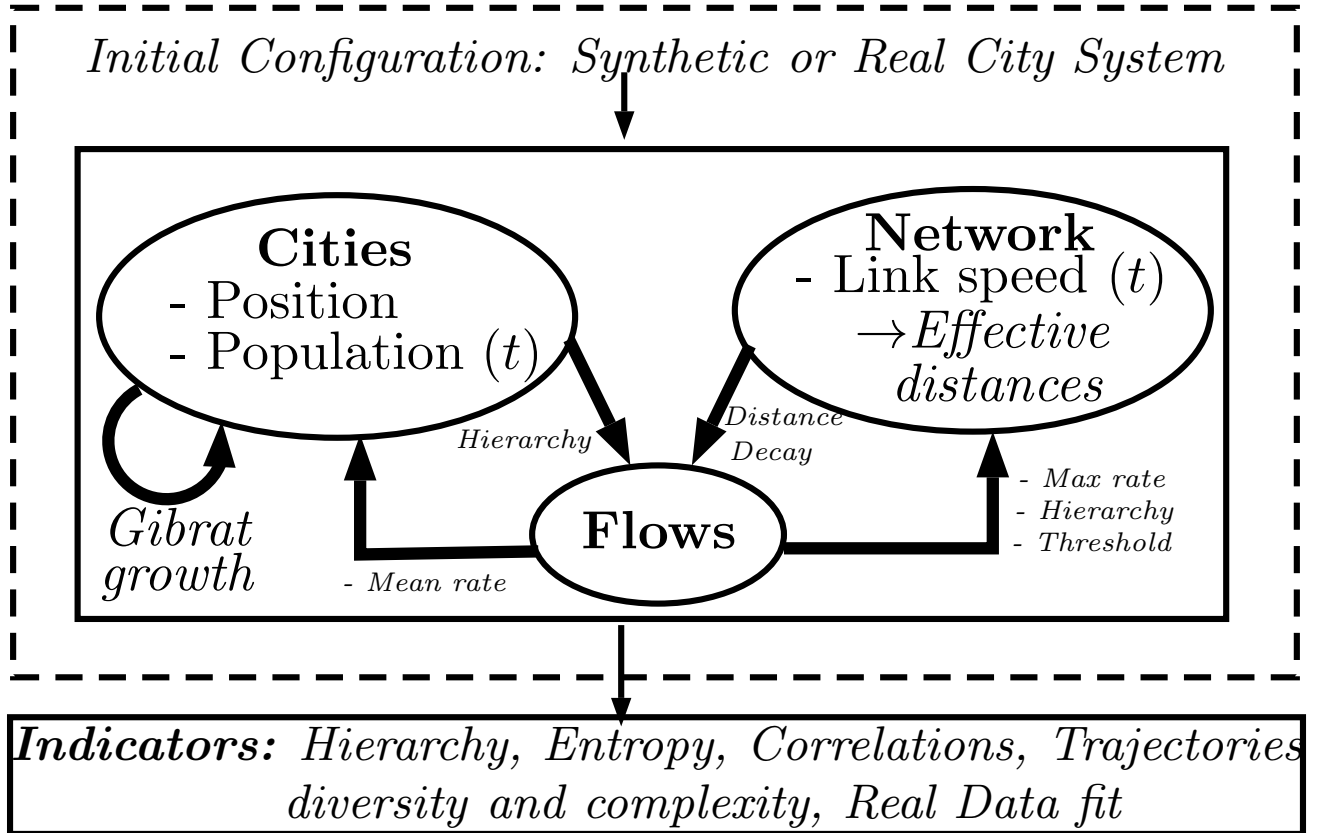 Initial Configuration: Synthetic or Real City System
Cities
- Position
- Population (t)
Network
- Link speed (t)
→Effective
distances
Hierarchy
Distance
Decay
Flows
Gibrat
growth
- Mean rate
- Max rate
- Hierarchy
- Threshold
Indicators: Hierarchy, Entropy, Correlations, Trajectories
diversity and complexity, Real Data fit